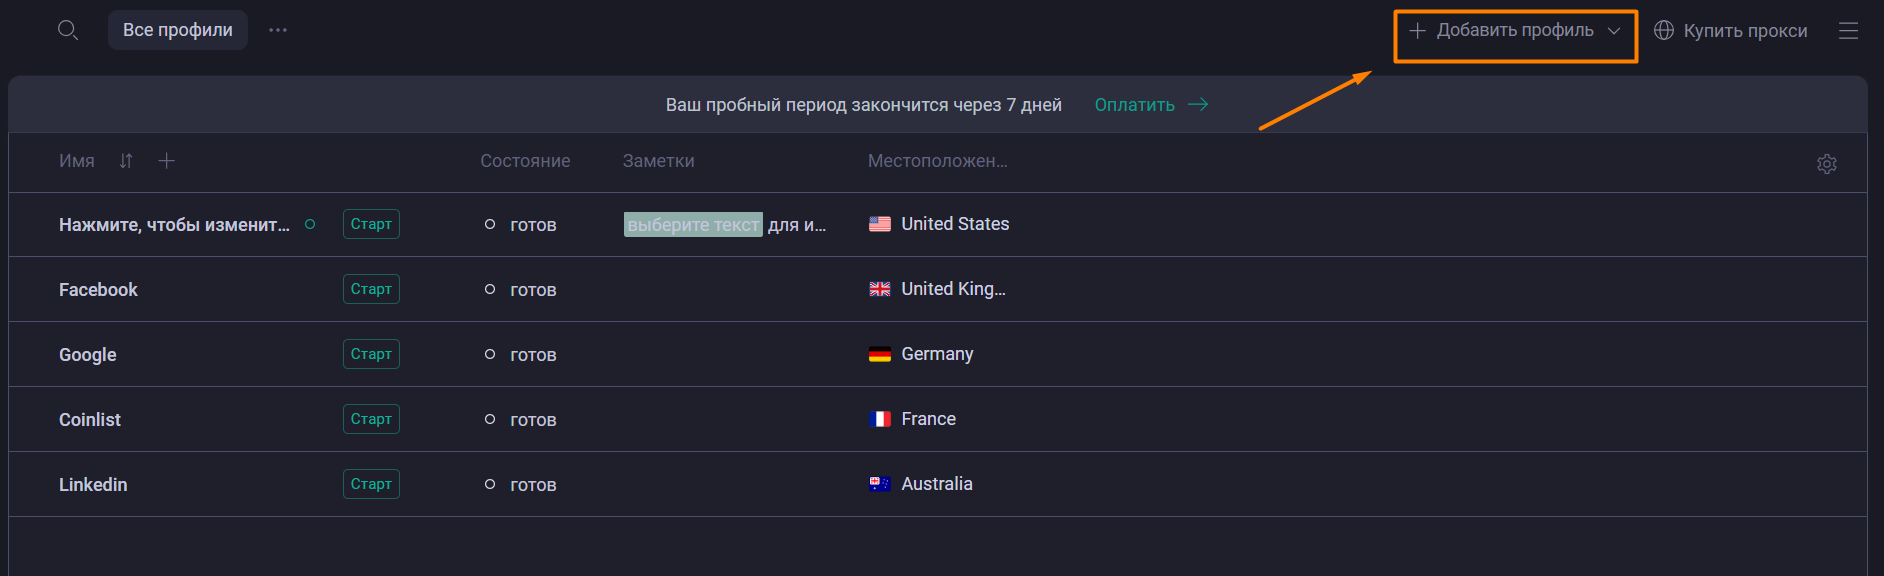 Все профили
Добавить профиль
Купить прокси
Ваш пробный период закончится через 7 дней Оплатить
Имя Состояние Заметки Местоположен...
Нажмите, чтобы изменит... Старт готов выберите текст для и... United States
Facebook Старт готов United King...
Google Старт готов Germany
Coinlist Старт готов France
Linkedin Старт готов Australia